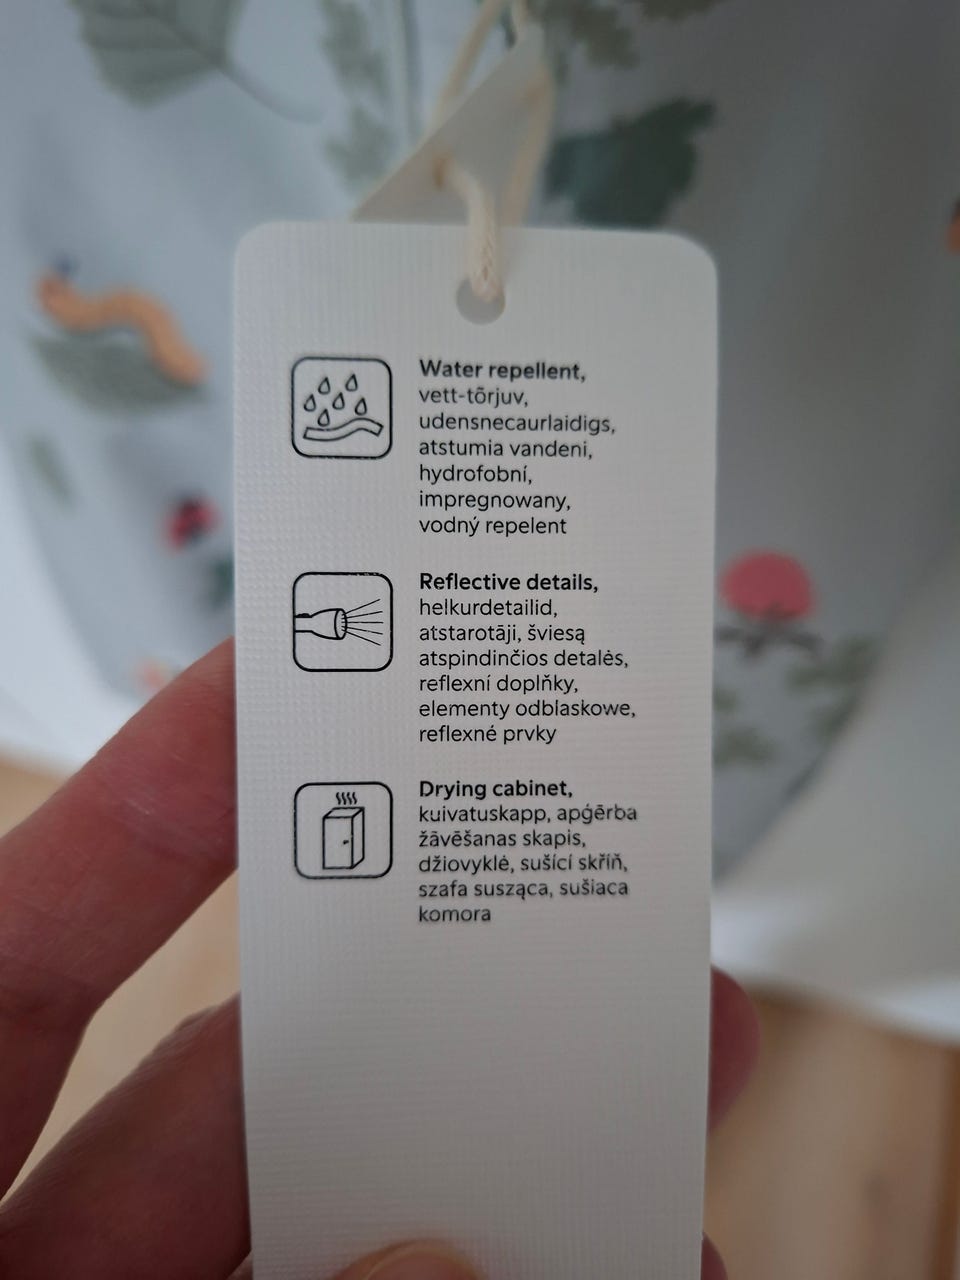 Water repellent,
vett-tõrjuv,
udensnecaurlaidigs,
atstumia vandeni,
hydrofobní,
impregnowany,
vodný repelent
Reflective details,
helkurdetailid,
atstarotāji, šviesą
atspindinčios detalės,
reflexní doplňky,
elementy odblaskowe,
reflexné prvky
Drying cabinet,
kuivatuskapp, apģērba
žāvēšanas skapis,
džiovyklė, sušící skříň,
szafa susząca, sušiaca
komora